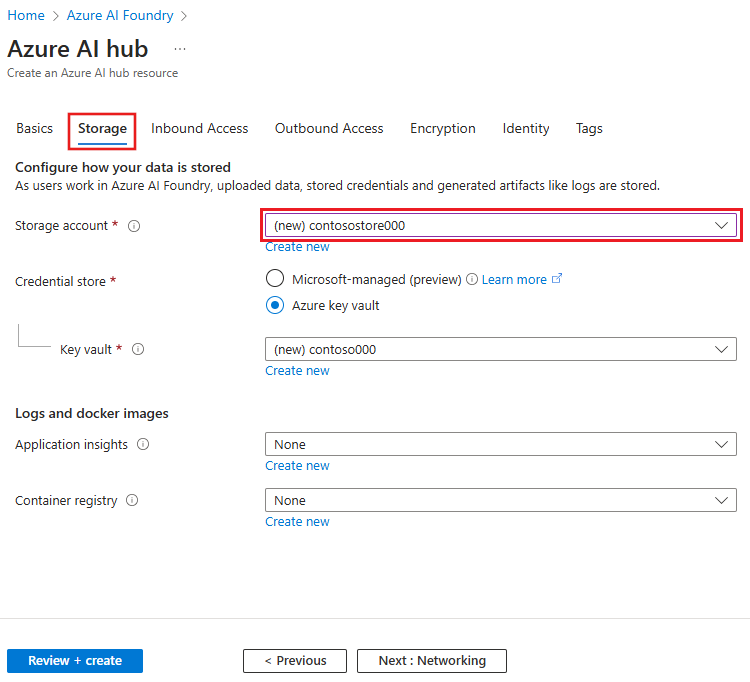 Home > Azure AI Foundry >
Azure AI hub ...
Create an Azure AI hub resource
Basics Storage Inbound Access Outbound Access Encryption Identity Tags
Configure how your data is stored
As users work in Azure AI Foundry, uploaded data, stored credentials and generated artifacts like logs are stored.
Storage account * (new) contosostore000
Create new
Credential store * Microsoft-managed (preview) Learn more
Azure key vault
Key vault * (new) contoso000
Create new
Logs and docker images
Application insights None
Create new
Container registry None
Create new
Review + create < Previous Next : Networking